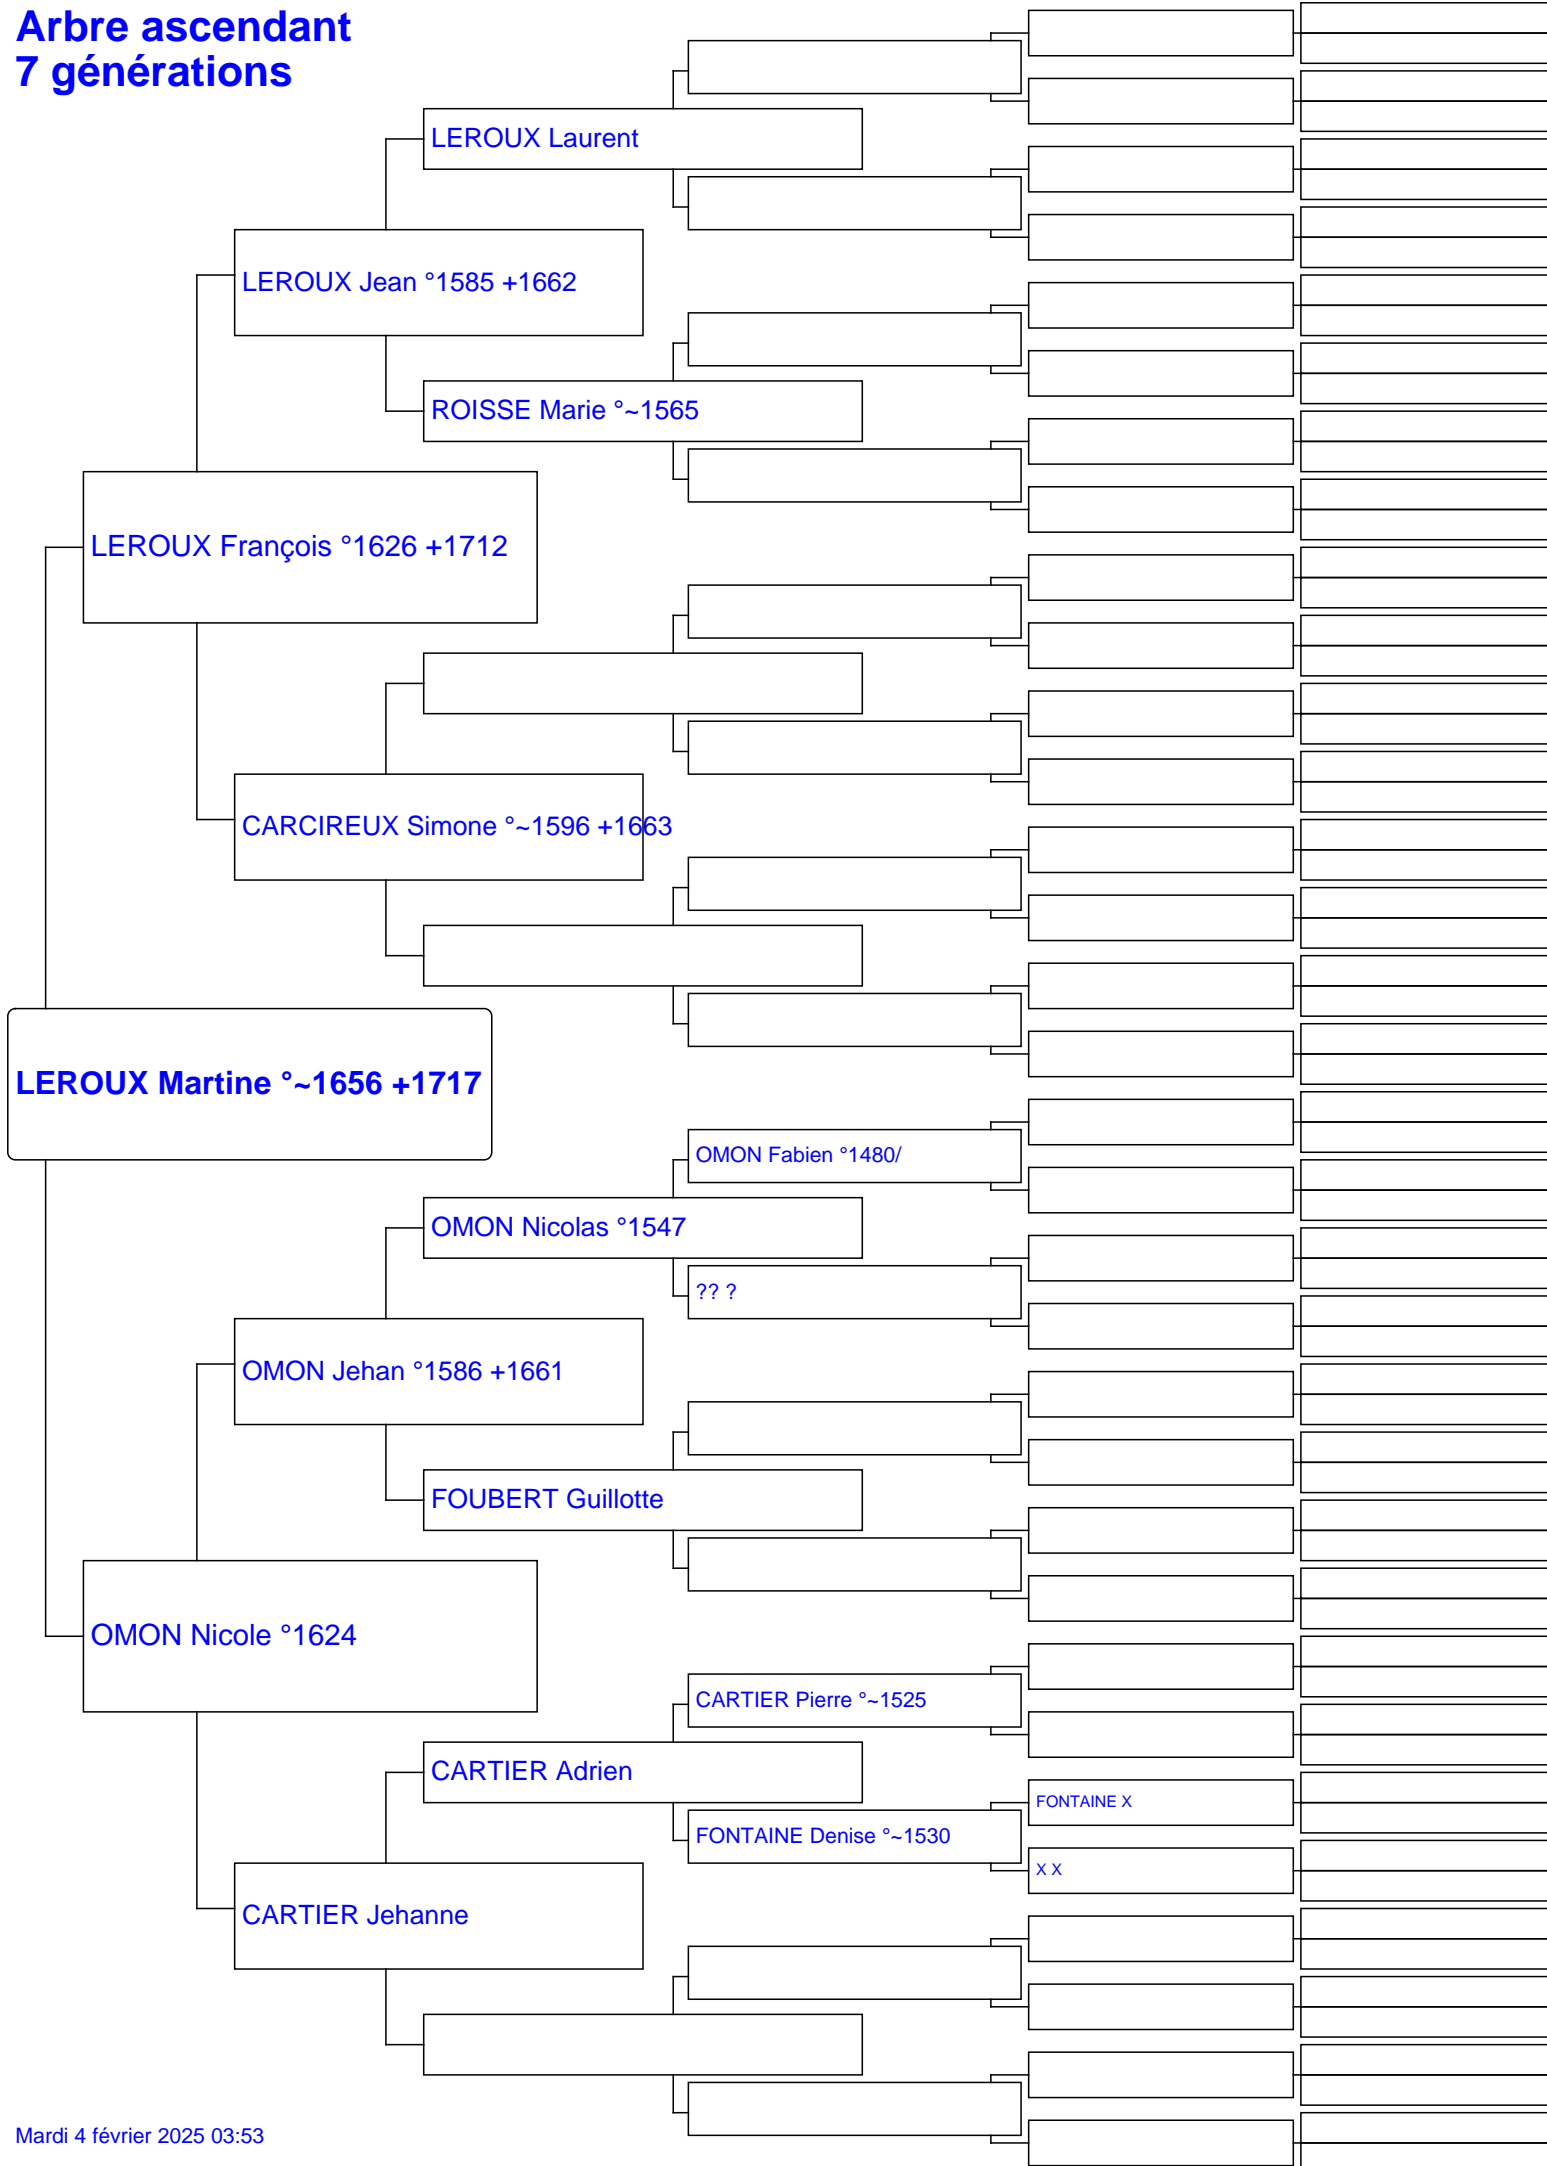 Arbre ascendant
7 générations
LEROUX Laurent
LEROUX Jean °1585 +1662
ROISSE Marie °~1565
LEROUX François °1626 +1712
CARCIREUX Simone °~1596 +1663
LEROUX Martine °~1656 +1717
OMON Fabien °1480/
OMON Nicolas °1547
?? ?
OMON Jehan °1586 +1661
FOUBERT Guillotte
OMON Nicole °1624
CARTIER Pierre °~1525
CARTIER Adrien
FONTAINE X
FONTAINE Denise °~1530
X X
CARTIER Jehanne
Mardi 4 février 2025 03:53